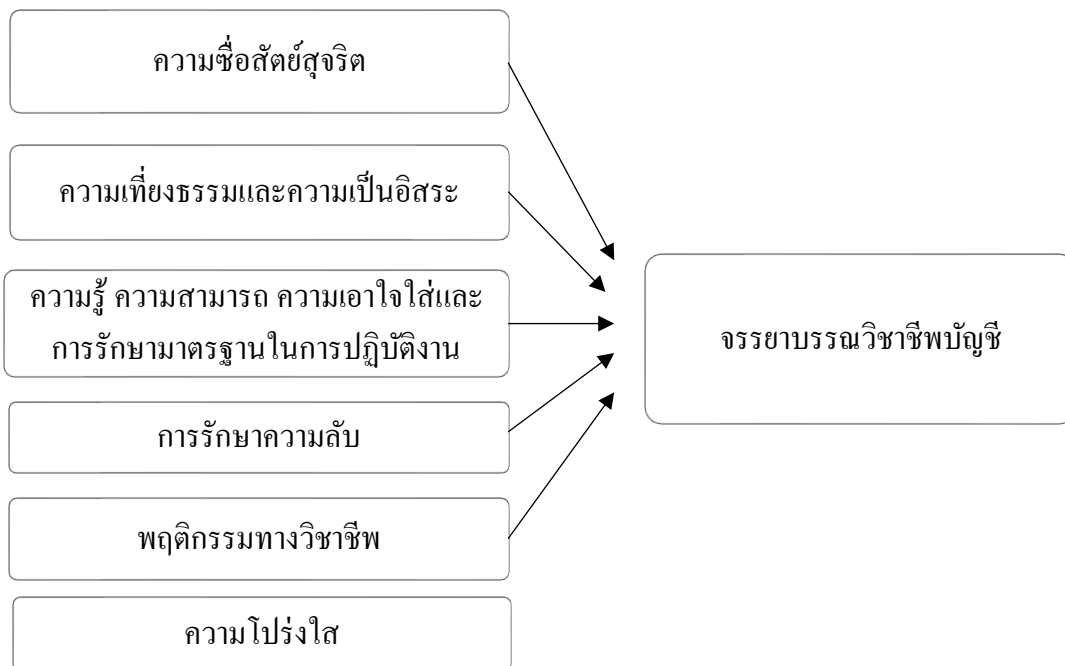 ความซื่อสัตย์สุจริต
ความเที่ยงธรรมและความเป็นอิสระ
ความรู้ ความสามารถ ความเอาใจใส่และ
การรักษามาตรฐานในการปฏิบัติงาน
จรรยาบรรณวิชาชีพบัญชี
การรักษาความลับ
พฤติกรรมทางวิชาชีพ
ความโปร่งใส